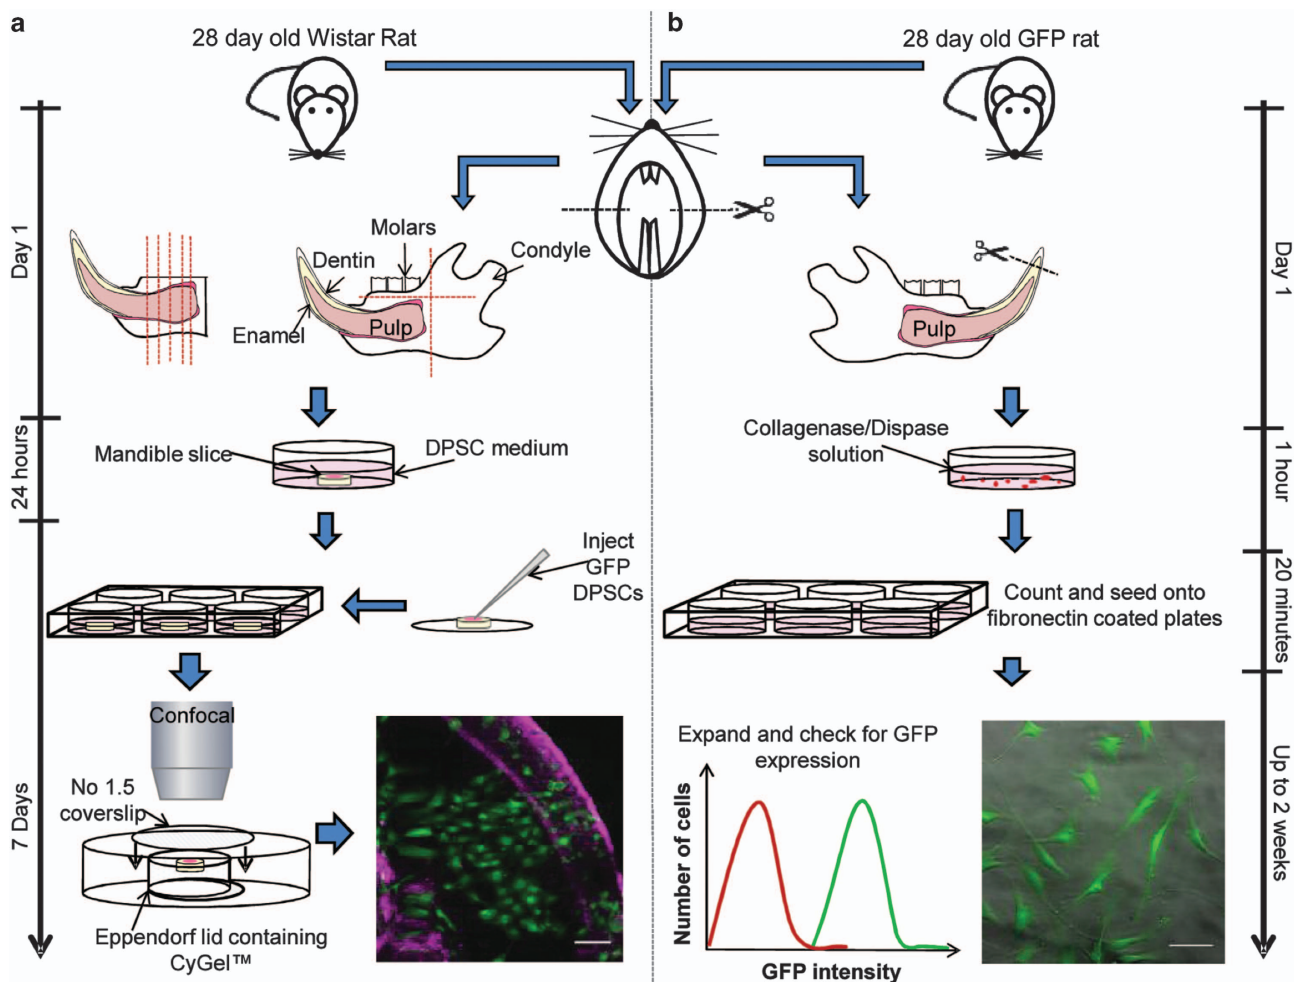 a
28 day old Wistar Rat
Day 1
24 hours
7 Days
Molars
Dentin
Condyle
Enamel
Pulp
Mandible slice
DPSC medium
Inject
GFP
DPSCs
Confocal
No 1.5
coverslip
Eppendorf lid containing
CyGel™
b
28 day old GFP rat
Day 1
1 hour
20 minutes
Up to 2 weeks
Pulp
Collagenase/Dispase
solution
Count and seed onto
fibronectin coated plates
Expand and check for GFP
expression
Number of cells
GFP intensity